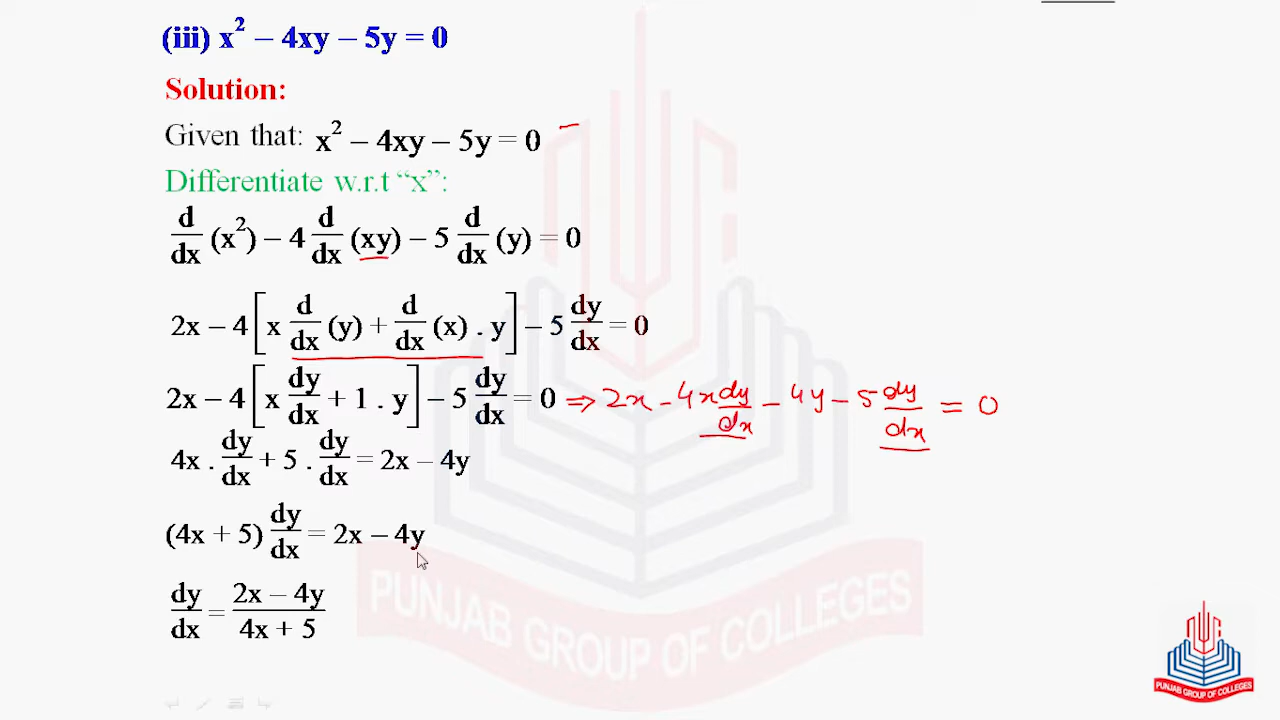 (iii) x² – 4xy – 5y = 0
Solution:
Given that: x² – 4xy – 5y = 0
Differentiate w.r.t “x”:
d/dx (x²) – 4 d/dx (xy) – 5 d/dx (y) = 0
2x – 4 [x d/dx (y) + d/dx (x) . y] – 5 dy/dx = 0
2x – 4 [x dy/dx + 1 . y] – 5 dy/dx = 0 ⇒ 2x – 4x dy/dx – 4y – 5 dy/dx = 0
4x . dy/dx + 5 . dy/dx = 2x – 4y
(4x + 5) dy/dx = 2x – 4y
dy/dx = (2x – 4y)/(4x + 5)
PUNJAB GROUP OF COLLEGES
PUNJAB GROUP OF COLLEGES